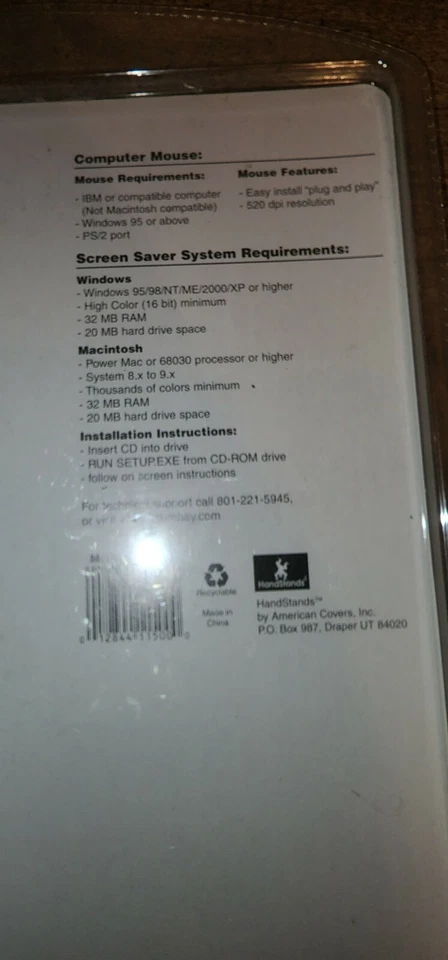 Computer Mouse:
Mouse Requirements:
- IBM or compatible computer
(Not Macintosh compatible)
- Windows 95 or above
- PS/2 port
Mouse Features:
- Easy install "plug and play"
- 520 dpi resolution
Screen Saver System Requirements:
Windows
- Windows 95/98/NT/ME/2000/XP or higher
- High Color (16 bit) minimum
- 32 MB RAM
- 20 MB hard drive space
Macintosh
- Power Mac or 68030 processor or higher
- System 8.x to 9.x
- Thousands of colors minimum
- 32 MB RAM
- 20 MB hard drive space
Installation Instructions:
- Insert CD into drive
- RUN SETUP.EXE from CD-ROM drive
- follow on screen instructions
For technical support call 801-221-5945,
or visit
Recyclable
Made in
China
HandStands
HandStands™
by American Covers, Inc.
P.O. Box 987, Draper UT 84020